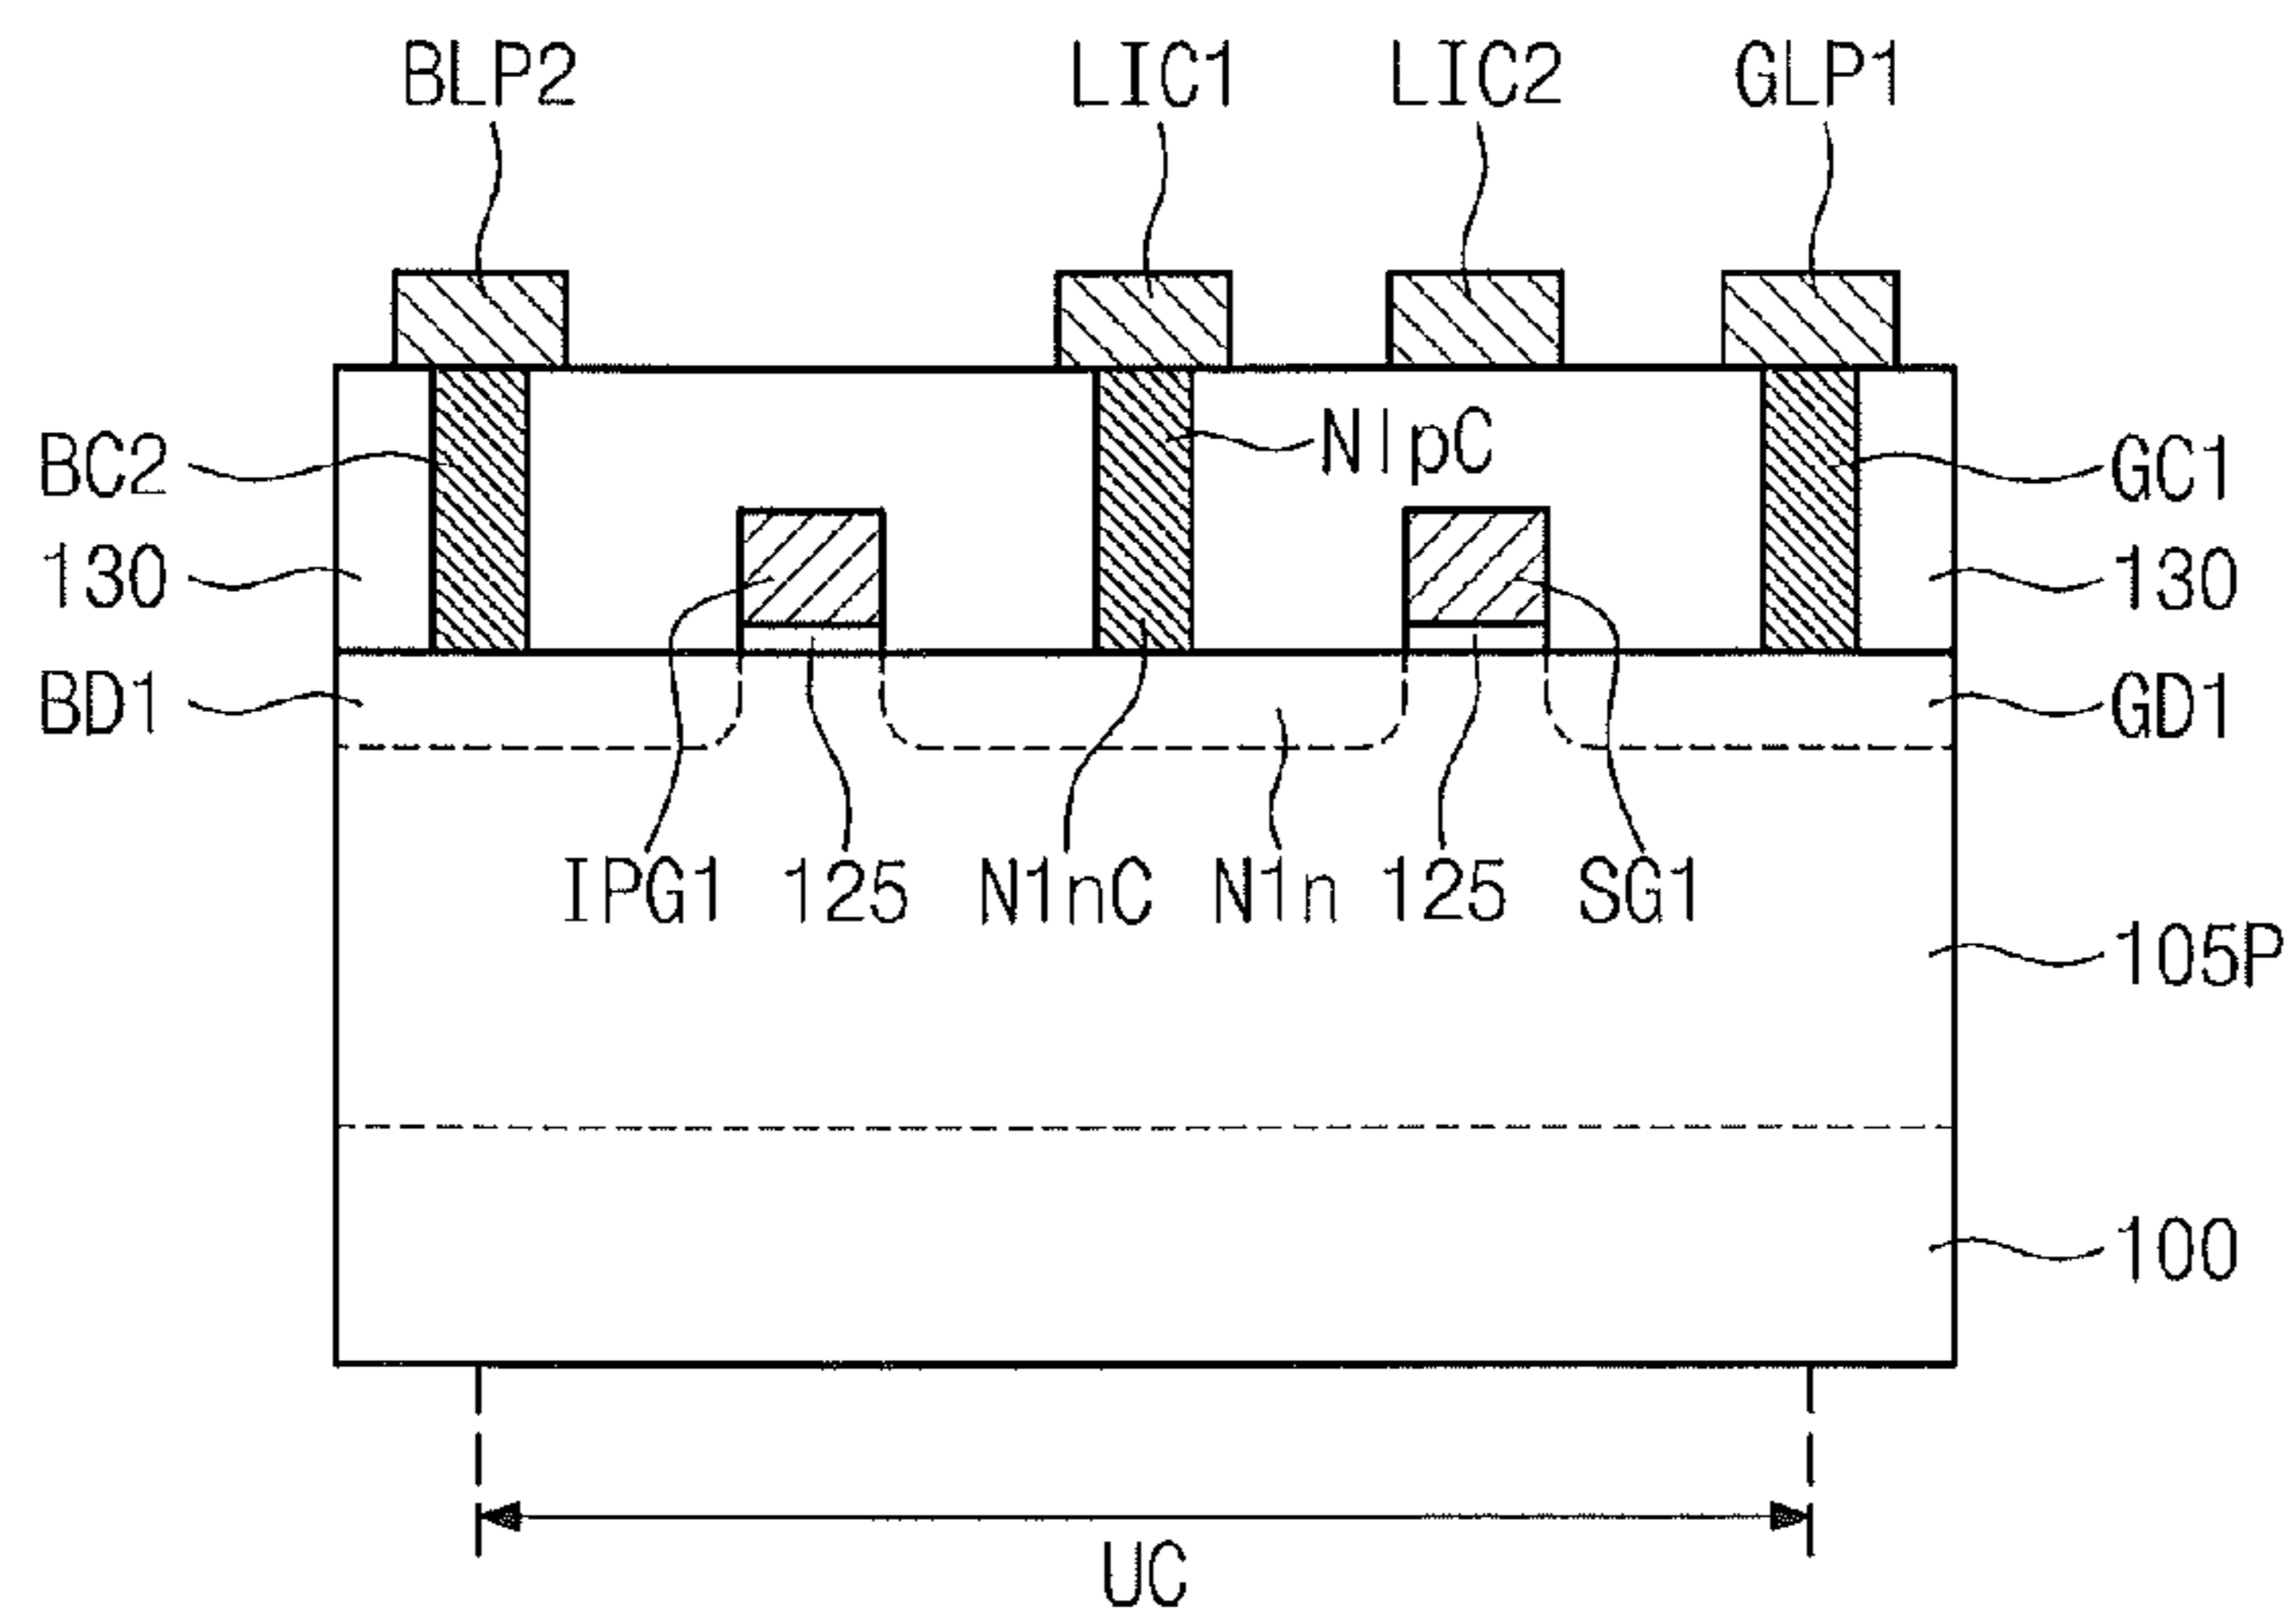 BLP2 LIC1 LIC2 GLP1
NIpC
BC2 GC1
130 130
BD1 GD1
IPG1 125 N1nC N1n 125 SG1
105P
100
UC